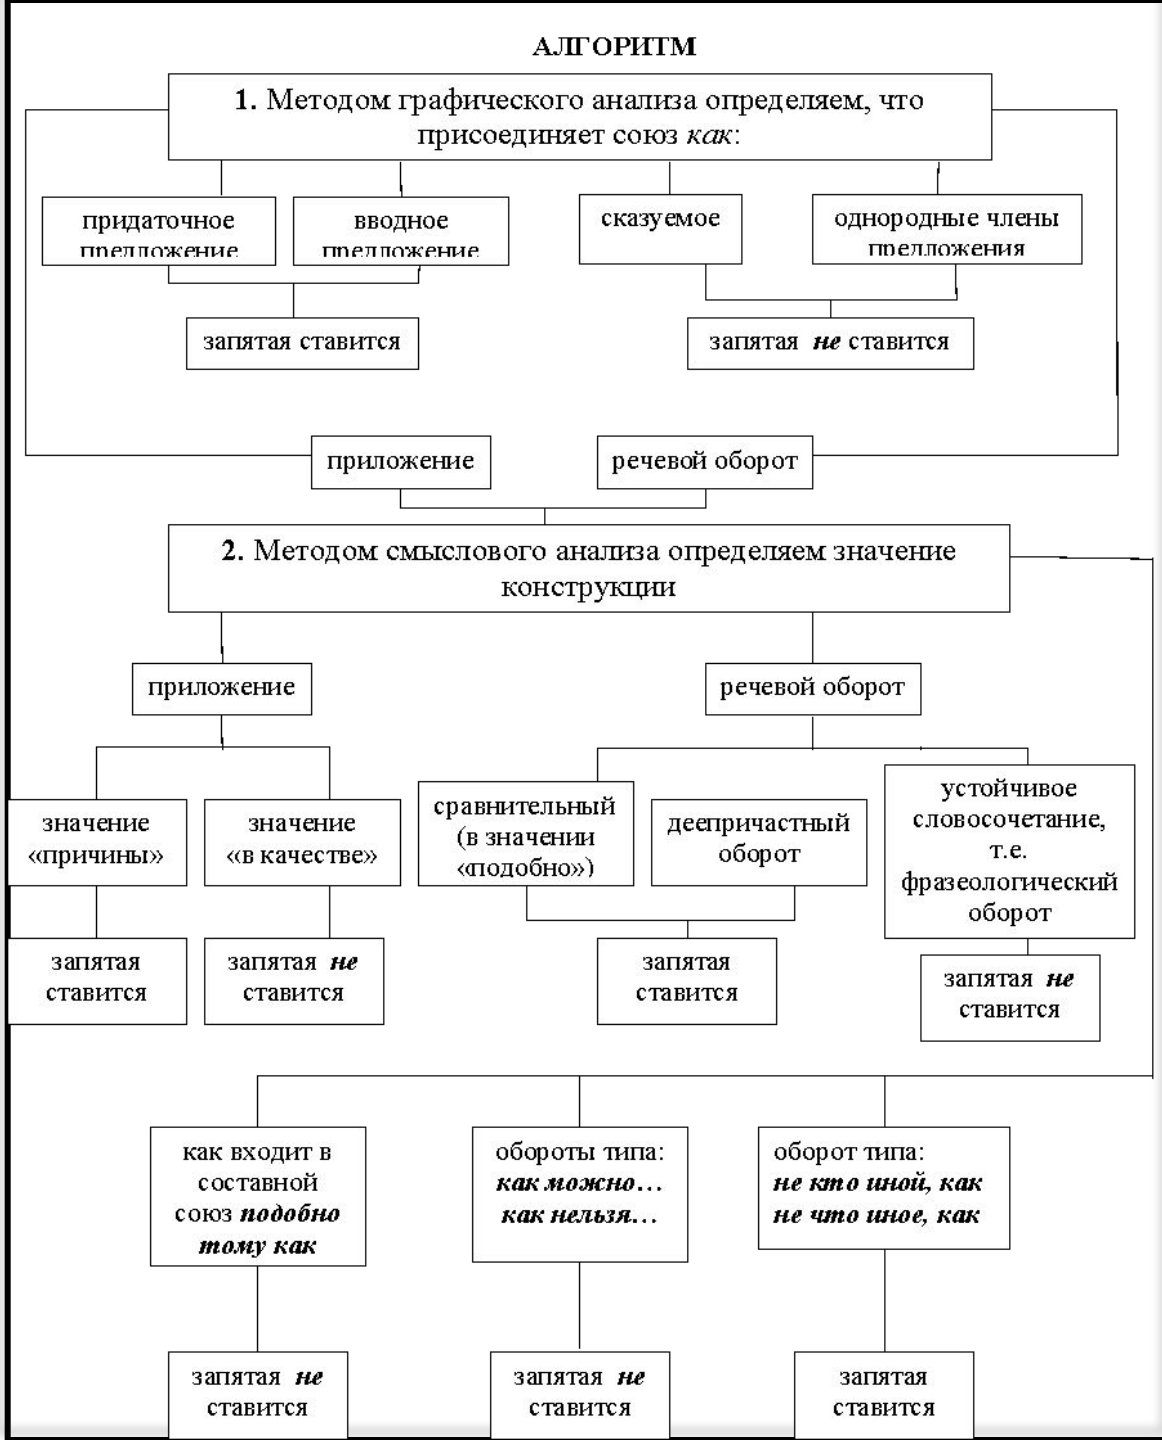 АЛГОРИТМ
1. Методом графического анализа определяем, что
присоединяет союз как:
придаточное
предложение
вводное
предложение
сказуемое
однородные члены
предложения
запятая ставится
запятая не ставится
приложение
речевой оборот
2. Методом смыслового анализа определяем значение
конструкции
приложение
речевой оборот
значение
«причины»
значение
«в качестве»
сравнительный
(в значении
«подобно»)
деепричастный
оборот
устойчивое
словосочетание,
т.е.
фразеологический
оборот
запятая
ставится
запятая не
ставится
запятая
ставится
запятая не
ставится
как входит в
составной
союз подобно
тому как
обороты типа:
как можно…
как нельзя…
оборот типа:
не кто иной, как
не что иное, как
запятая не
ставится
запятая не
ставится
запятая
ставится